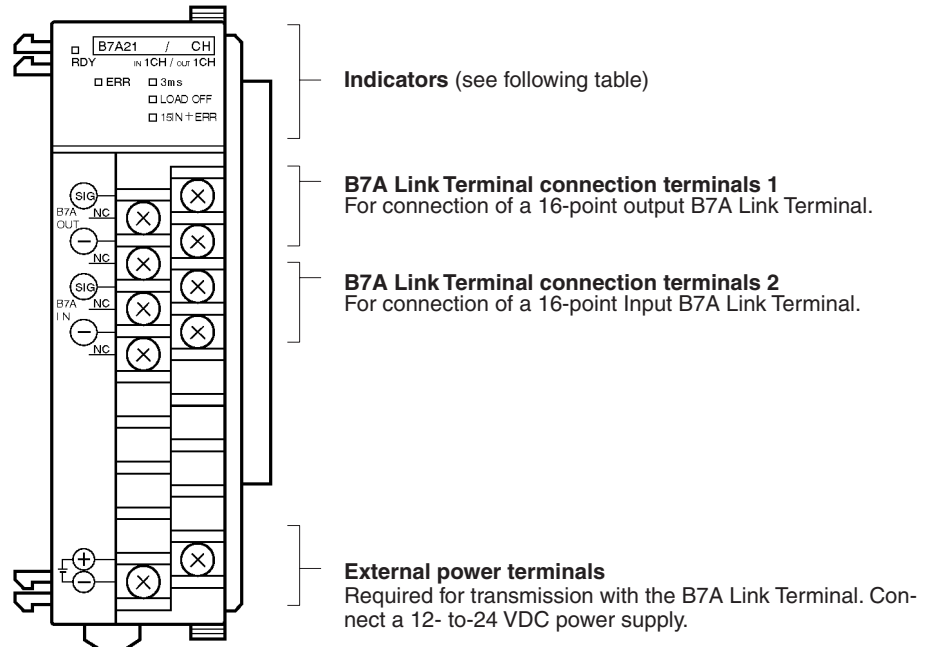 B7A21 / CH
RDY IN 1CH / OUT 1CH
ERR 3ms
LOAD OFF
15IN+ERR
Indicators (see following table)
SIG
B7A OUT
NC
−
NC
SIG
B7A IN
NC
−
NC
B7A Link Terminal connection terminals 1
For connection of a 16-point output B7A Link Terminal.
B7A Link Terminal connection terminals 2
For connection of a 16-point Input B7A Link Terminal.
+
−
External power terminals
Required for transmission with the B7A Link Terminal. Con-
nect a 12- to-24 VDC power supply.